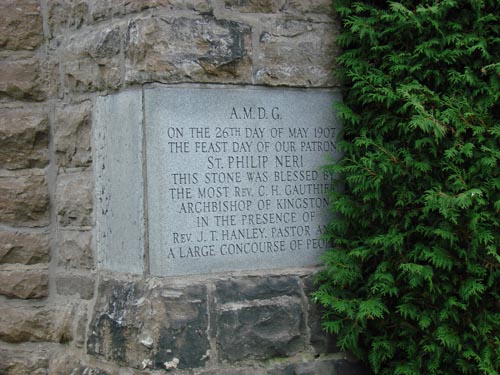 A.M.D.G.
ON THE 26TH DAY OF MAY 1907
THE FEAST DAY OF OUR PATRON
ST. PHILIP NERI
THIS STONE WAS BLESSED BY
THE MOST REV. C. H. GAUTHIER
ARCHBISHOP OF KINGSTON
IN THE PRESENCE OF
REV. J. T. HANLEY, PASTOR AND
A LARGE CONCOURSE OF PEOPLE